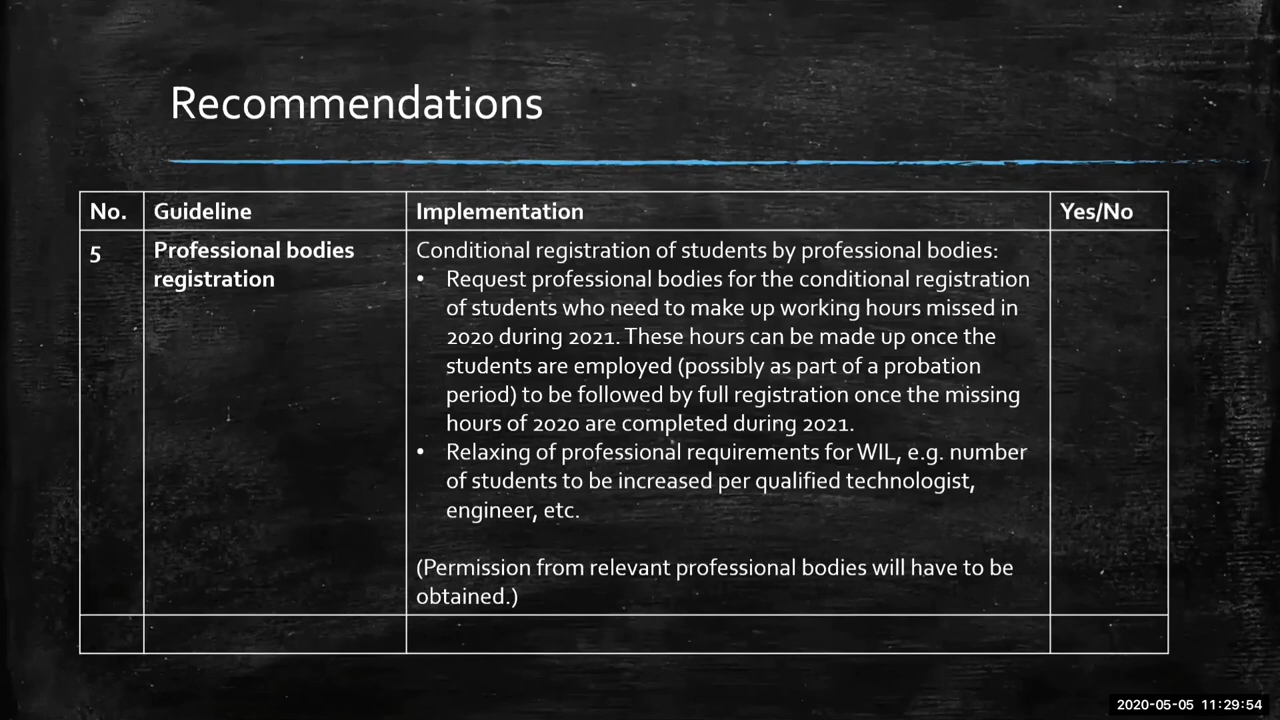 Recommendations
No. Guideline Implementation Yes/No
5 Professional bodies registration
Conditional registration of students by professional bodies:
• Request professional bodies for the conditional registration
of students who need to make up working hours missed in
2020 during 2021. These hours can be made up once the
students are employed (possibly as part of a probation
period) to be followed by full registration once the missing
hours of 2020 are completed during 2021.
• Relaxing of professional requirements for WIL, e.g. number
of students to be increased per qualified technologist,
engineer, etc.
(Permission from relevant professional bodies will have to be
obtained.)
2020-05-05 11:29:54